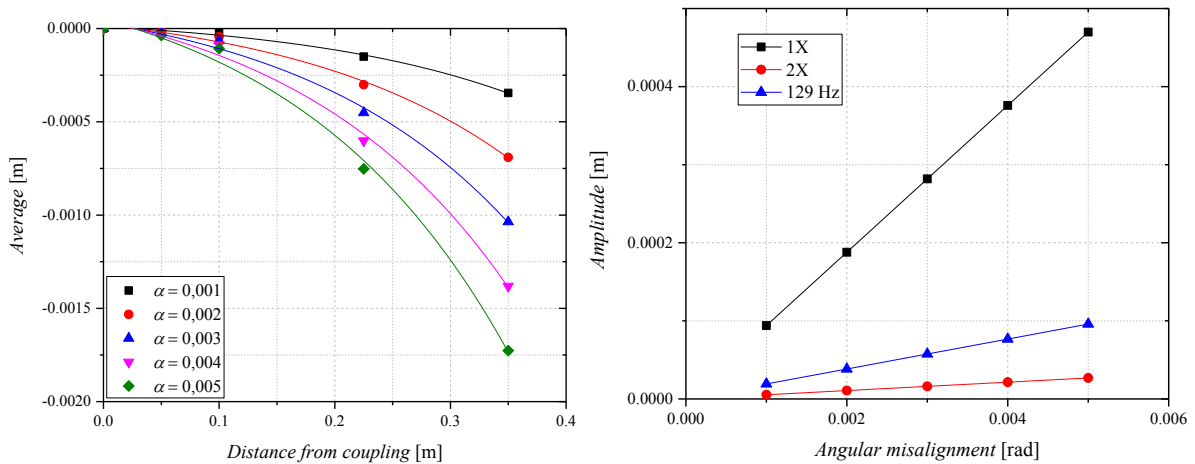 0.0000
-0.0005
-0.0010
-0.0015
-0.0020
Average [m]
α = 0,001
α = 0,002
α = 0,003
α = 0,004
α = 0,005
0.0
0.1
0.2
0.3
0.4
Distance from coupling [m]
0.0004
0.0002
0.0000
Amplitude [m]
1X
2X
129 Hz
0.000
0.002
0.004
0.006
Angular misalignment [rad]